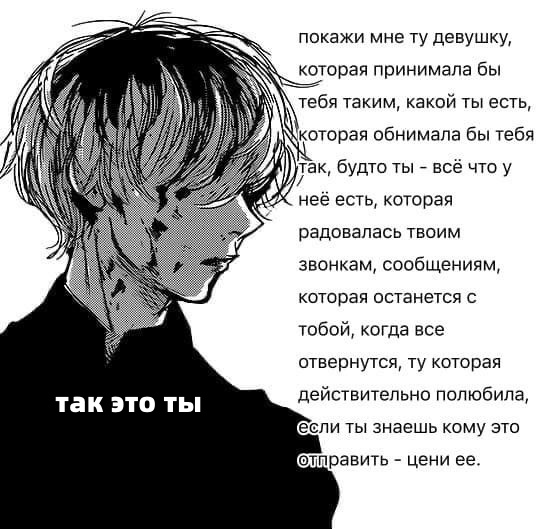 покажи мне ту девушку,
которая принимала бы
тебя таким, какой ты есть,
которая обнимала бы тебя
так, будто ты - всё что у
неё есть, которая
радовалась твоим
звонкам, сообщениям,
которая останется с
тобой, когда все
отвернутся, ту которая
действительно полюбила,
если ты знаешь кому это
отправить - цени ее.
так это ты